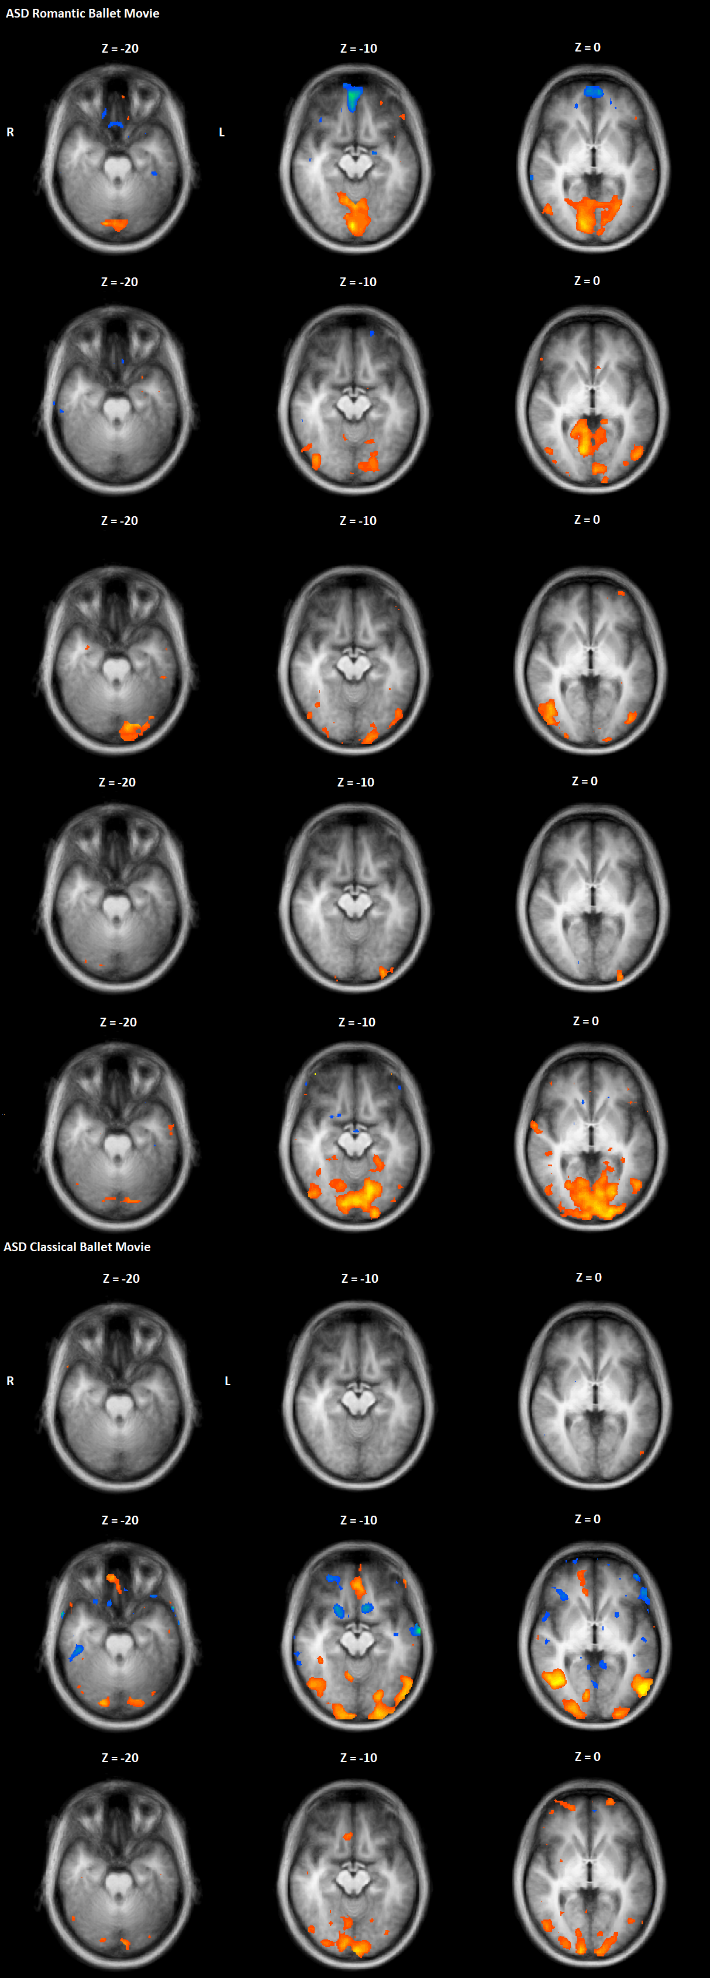 ASD Romantic Ballet Movie
Z = -20 Z = -10 Z = 0
R L
Z = -20 Z = -10 Z = 0
Z = -20 Z = -10 Z = 0
Z = -20 Z = -10 Z = 0
Z = -20 Z = -10 Z = 0
ASD Classical Ballet Movie
Z = -20 Z = -10 Z = 0
R L
Z = -20 Z = -10 Z = 0
Z = -20 Z = -10 Z = 0